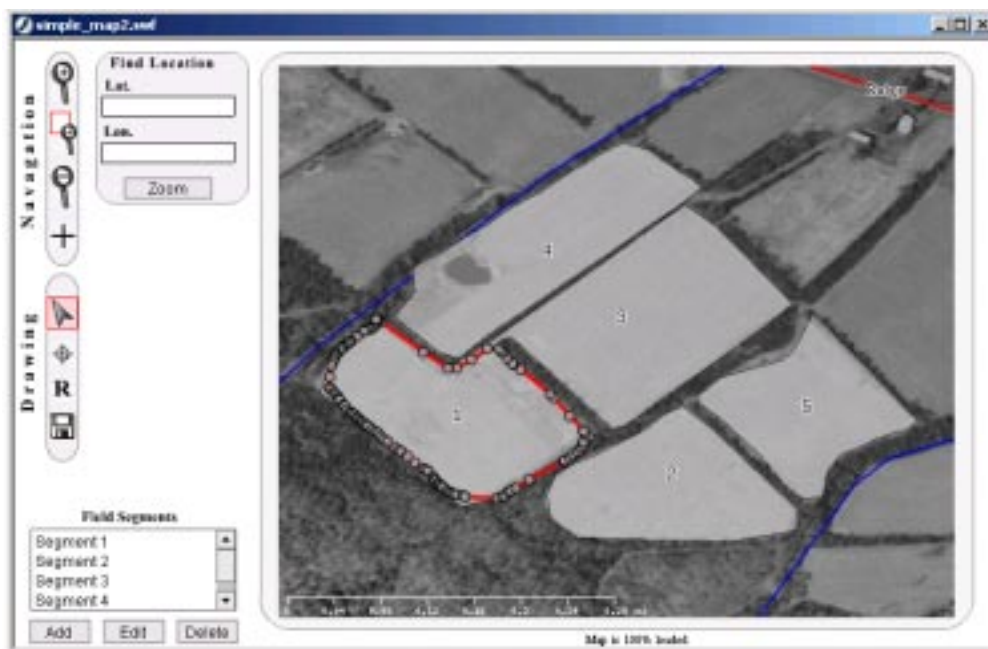 simple_map2.swf
Navagation
Find Location
Lat.
Lon.
Zoom
Drawing
R
4
3
1
5
2
Field Segments
Segment 1
Segment 2
Segment 3
Segment 4
Add Edit Delete
Map is 100% loaded.